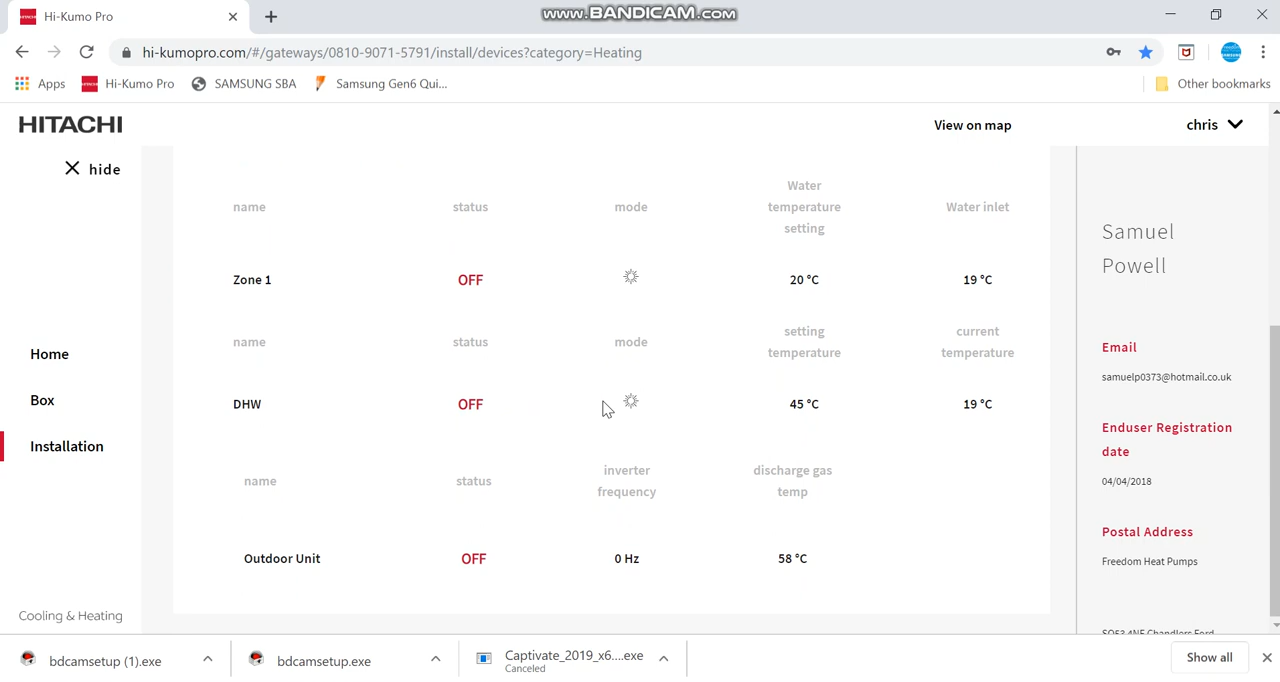 Hi-Kumo Pro
www.BANDICAM.com
hi-kumopro.com/#/gateways/0810-9071-5791/install/devices?category=Heating
Apps
Hi-Kumo Pro
SAMSUNG SBA
Samsung Gen6 Qui...
Other bookmarks
HITACHI
View on map
chris
hide
name
status
mode
Water
temperature
setting
Water inlet
Zone 1
OFF
20 °C
19 °C
name
status
mode
setting
temperature
current
temperature
DHW
OFF
45 °C
19 °C
name
status
inverter
frequency
discharge gas
temp
Outdoor Unit
OFF
0 Hz
58 °C
Home
Box
Installation
Cooling & Heating
Samuel
Powell
Email
samuelp0373@hotmail.co.uk
Enduser Registration
date
04/04/2018
Postal Address
Freedom Heat Pumps
SO53 4NF Chandlers Ford
bdcamsetup (1).exe
bdcamsetup.exe
Captivate_2019_x6....exe
Canceled
Show all